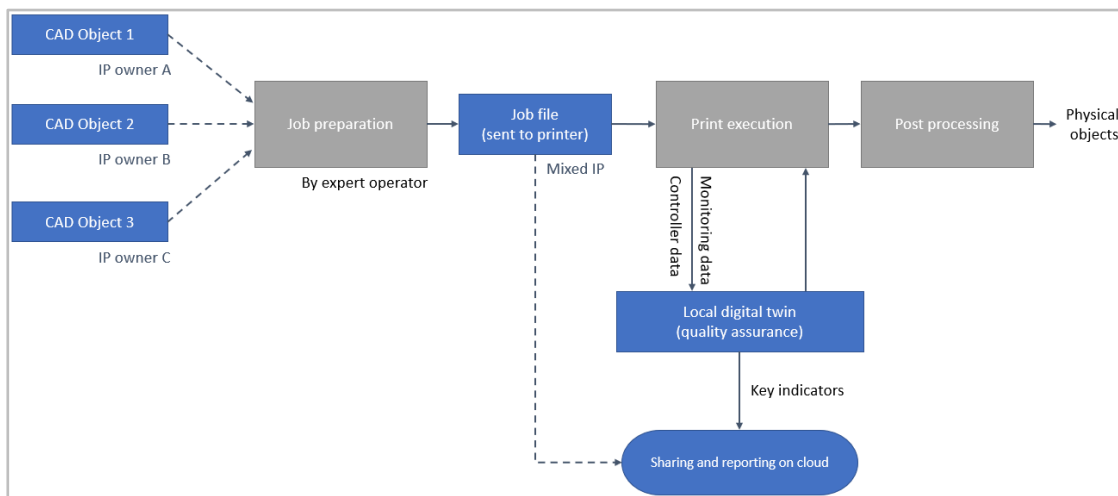 CAD Object 1
IP owner A
CAD Object 2
IP owner B
CAD Object 3
IP owner C
Job preparation
By expert operator
Job file
(sent to printer)
Mixed IP
Print execution
Post processing
Physical
objects
Monitoring data
Controller data
Local digital twin
(quality assurance)
Key indicators
Sharing and reporting on cloud